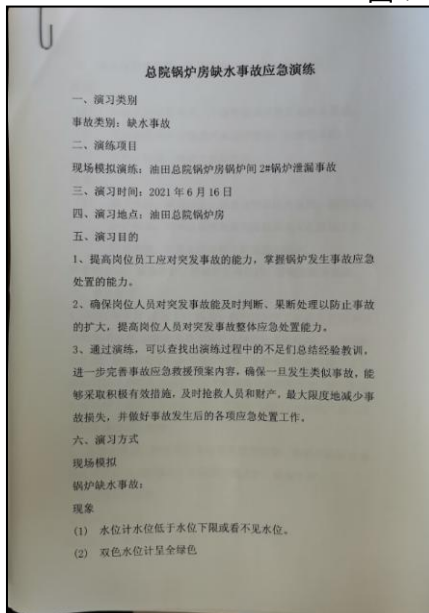 总院锅炉房缺水事故应急演练
一、演习类别
事故类别：缺水事故
二、演练项目
现场模拟演练：油田总院锅炉房锅炉间 2#锅炉泄漏事故
三、演习时间：2021 年 6 月 16 日
四、演习地点：油田总院锅炉房
五、演习目的
1、提高岗位员工应对突发事故的能力，掌握锅炉发生事故应急
处置的能力。
2、确保岗位人员对突发事故能及时判断、果断处理以防止事故
的扩大，提高岗位人员对突发事故整体应急处置能力。
3、通过演练，可以查找出演练过程中的不足们总结经验教训，
进一步完善事故应急救援预案内容，确保一旦发生类似事故，能
够采取积极有效措施，及时抢救人员和财产，最大限度地减少事
故损失，并做好事故发生后的各项应急处置工作。
六、演习方式
现场模拟
锅炉缺水事故：
现象
(1) 水位计水位低于水位下限或看不见水位。
(2) 双色水位计呈全绿色